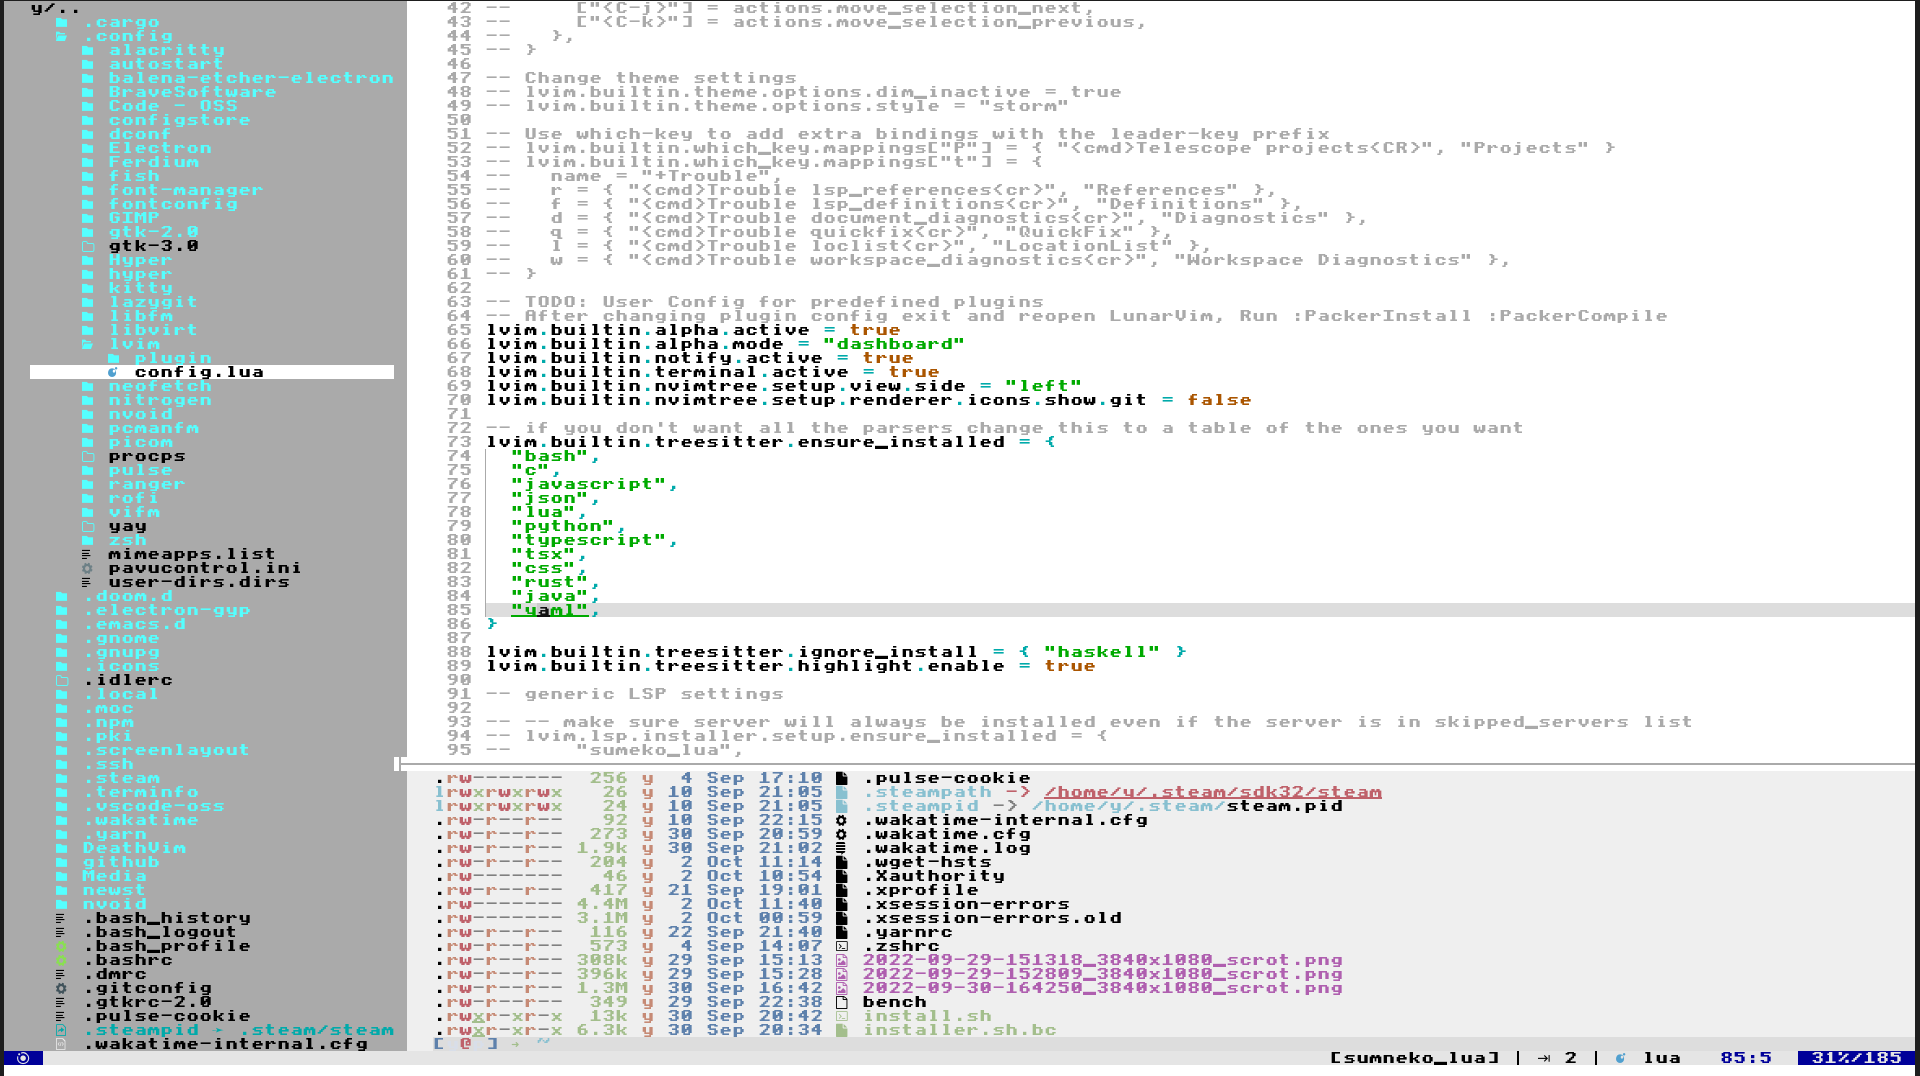 y/..
.cargo
.config
alacritty
autostart
balena-etcher-electron
BraveSoftware
Code - OSS
configstore
dconf
Electron
Ferdium
fish
font-manager
fontconfig
GIMP
gtk-2.0
gtk-3.0
Hyper
hyper
kitty
lazygit
libfm
libvirt
lvim
plugin
config.lua
neofetch
nitrogen
nvoid
pcmanfm
picom
procps
pulse
ranger
rofi
vifm
yay
zsh
mimeapps.list
pavucontrol.ini
user-dirs.dirs
.doom.d
.electron-gyp
.emacs.d
.gnome
.gnupg
.icons
.idlerc
.local
.moc
.npm
.pki
.screenlayout
.ssh
.steam
.terminfo
.vscode-oss
.wakatime
.yarn
DeathVim
github
Media
newst
nvoid
.bash_history
.bash_logout
.bash_profile
.bashrc
.dmrc
.gitconfig
.gtkrc-2.0
.pulse-cookie
.steampid → .steam/steam
.wakatime-internal.cfg
42 --     ["<C-j>"] = actions.move_selection_next,
43 --     ["<C-k>"] = actions.move_selection_previous,
44 --   },
45 -- }
46
47 -- Change theme settings
48 -- lvim.builtin.theme.options.dim_inactive = true
49 -- lvim.builtin.theme.options.style = "storm"
50
51 -- Use which-key to add extra bindings with the leader-key prefix
52 -- lvim.builtin.which_key.mappings["P"] = { "<cmd>Telescope projects<CR>", "Projects" }
53 -- lvim.builtin.which_key.mappings["t"] = {
54 --   name = "+Trouble",
55 --   r = { "<cmd>Trouble lsp_references<cr>", "References" },
56 --   f = { "<cmd>Trouble lsp_definitions<cr>", "Definitions" },
57 --   d = { "<cmd>Trouble document_diagnostics<cr>", "Diagnostics" },
58 --   q = { "<cmd>Trouble quickfix<cr>", "QuickFix" },
59 --   l = { "<cmd>Trouble loclist<cr>", "LocationList" },
60 --   w = { "<cmd>Trouble workspace_diagnostics<cr>", "Workspace Diagnostics" },
61 -- }
62
63 -- TODO: User Config for predefined plugins
64 -- After changing plugin config exit and reopen LunarVim, Run :PackerInstall :PackerCompile
65 lvim.builtin.alpha.active = true
66 lvim.builtin.alpha.mode = "dashboard"
67 lvim.builtin.notify.active = true
68 lvim.builtin.terminal.active = true
69 lvim.builtin.nvimtree.setup.view.side = "left"
70 lvim.builtin.nvimtree.setup.renderer.icons.show.git = false
71
72 -- if you don't want all the parsers change this to a table of the ones you want
73 lvim.builtin.treesitter.ensure_installed = {
74   "bash",
75   "c",
76   "javascript",
77   "json",
78   "lua",
79   "python",
80   "typescript",
81   "tsx",
82   "css",
83   "rust",
84   "java",
85   "yaml",
86 }
87
88 lvim.builtin.treesitter.ignore_install = { "haskell" }
89 lvim.builtin.treesitter.highlight.enable = true
90
91 -- generic LSP settings
92
93 -- -- make sure server will always be installed even if the server is in skipped_servers list
94 -- lvim.lsp.installer.setup.ensure_installed = {
95 --     "sumeko_lua",
.rw------- 256 y 4 Sep 17:10 .pulse-cookie
lrwxrwxrwx 26 y 10 Sep 21:05 .steampath -> /home/y/.steam/sdk32/steam
lrwxrwxrwx 24 y 10 Sep 21:05 .steampid -> /home/y/.steam/steam.pid
.rw-r--r-- 92 y 10 Sep 22:15 .wakatime-internal.cfg
.rw-r--r-- 273 y 30 Sep 20:59 .wakatime.cfg
.rw-r--r-- 1.9k y 30 Sep 21:02 .wakatime.log
.rw-r--r-- 204 y 2 Oct 11:14 .wget-hsts
.rw------- 46 y 2 Oct 10:54 .Xauthority
.rw-r--r-- 417 y 21 Sep 19:01 .xprofile
.rw------- 4.4M y 2 Oct 11:40 .xsession-errors
.rw------- 3.1M y 2 Oct 00:59 .xsession-errors.old
.rw-r--r-- 116 y 22 Sep 21:40 .yarnrc
.rw-r--r-- 573 y 4 Sep 14:07 .zshrc
.rw-r--r-- 308k y 29 Sep 15:13 2022-09-29-151318_3840x1080_scrot.png
.rw-r--r-- 396k y 29 Sep 15:28 2022-09-29-152809_3840x1080_scrot.png
.rw-r--r-- 1.3M y 30 Sep 16:42 2022-09-30-164250_3840x1080_scrot.png
.rw-r--r-- 349 y 29 Sep 22:38 bench
.rwxr-xr-x 13k y 30 Sep 20:42 install.sh
.rwxr-xr-x 6.3k y 30 Sep 20:34 installer.sh.bc
[ @ ] → ~
[sumneko_lua] | ⇥ 2 | lua 85:5 31%/185